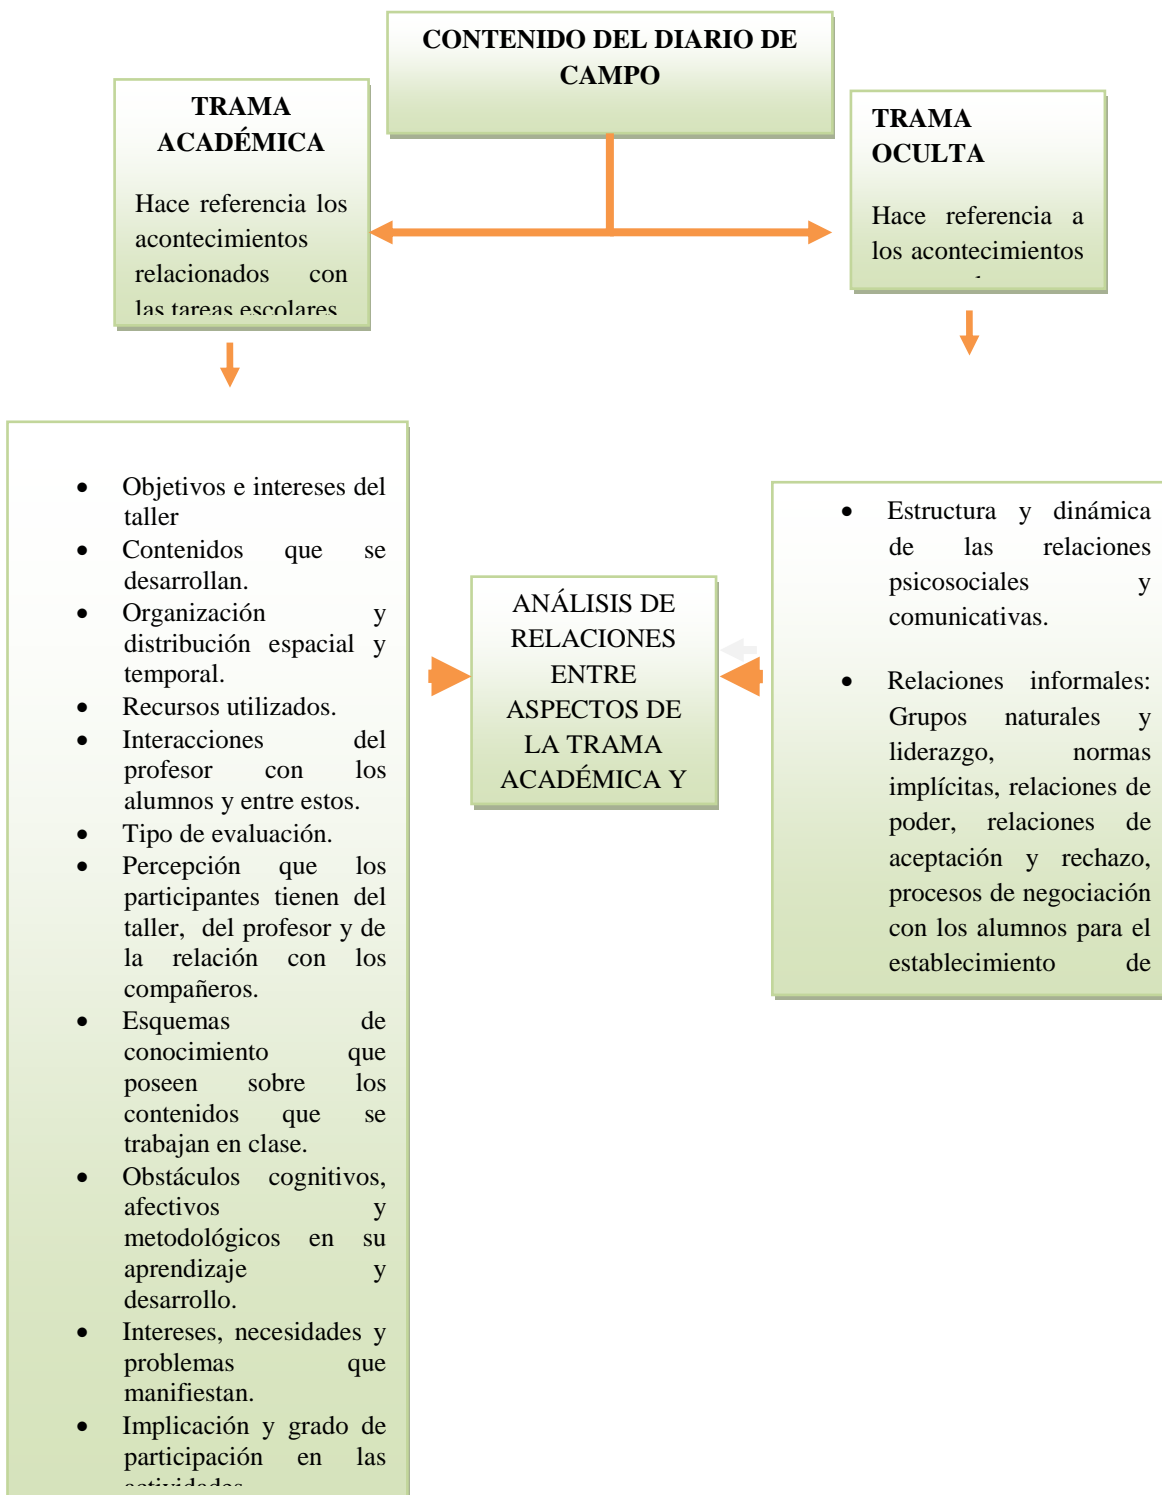 CONTENIDO DEL DIARIO DE
CAMPO
TRAMA
ACADÉMICA
Hace referencia los
acontecimientos
relacionados con
las tareas escolares
TRAMA
OCULTA
Hace referencia a
los acontecimientos
• Objetivos e intereses del
taller
• Contenidos que se
desarrollan.
• Organización y
distribución espacial y
temporal.
• Recursos utilizados.
• Interacciones del
profesor con los
alumnos y entre estos.
• Tipo de evaluación.
• Percepción que los
participantes tienen del
taller, del profesor y de
la relación con los
compañeros.
• Esquemas de
conocimiento que
poseen sobre los
contenidos que se
trabajan en clase.
• Obstáculos cognitivos,
afectivos y
metodológicos en su
aprendizaje y
desarrollo.
• Intereses, necesidades y
problemas que
manifiestan.
• Implicación y grado de
participación en las
ANÁLISIS DE
RELACIONES
ENTRE
ASPECTOS DE
LA TRAMA
ACADÉMICA Y
• Estructura y dinámica
de las relaciones
psicosociales y
comunicativas.
• Relaciones informales:
Grupos naturales y
liderazgo, normas
implícitas, relaciones de
poder, relaciones de
aceptación y rechazo,
procesos de negociación
con los alumnos para el
establecimiento de